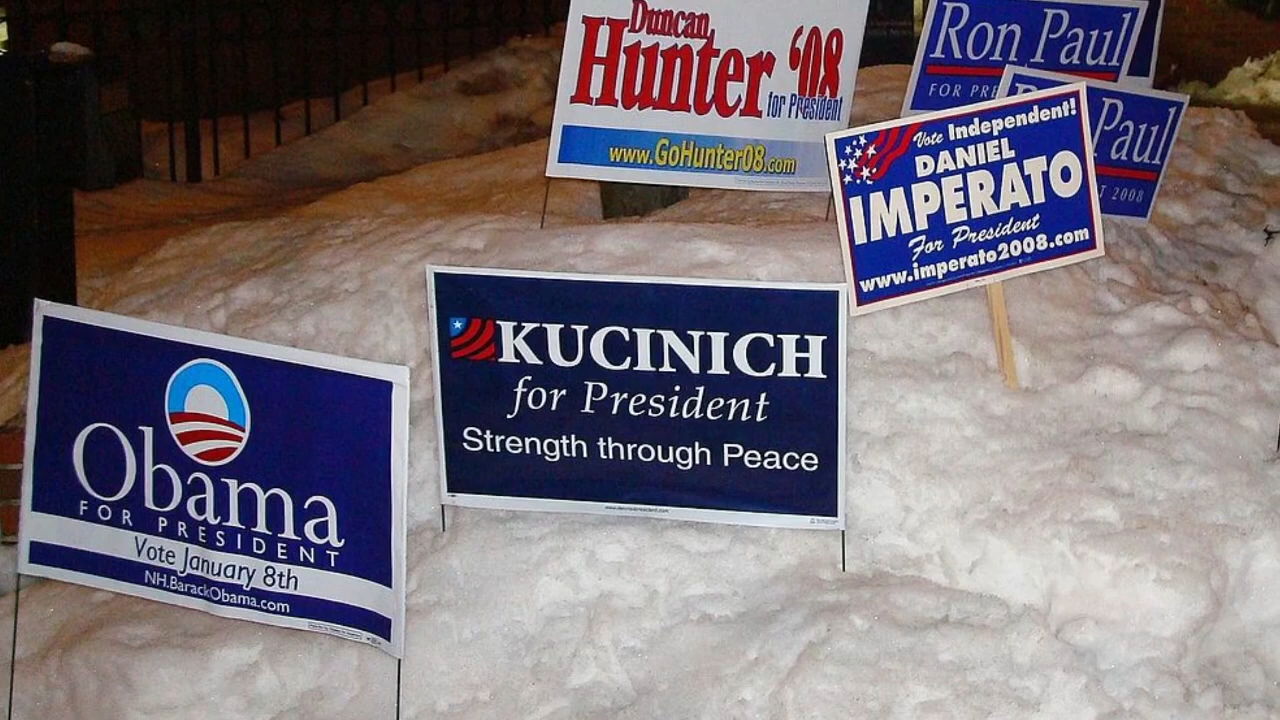 Duncan
Hunter '08
for President
www.GoHunter08.com
Ron Paul
FOR PRE
Paul
T 2008
Vote Independent!
DANIEL
IMPERATO
For President
www.imperato2008.com
KUCINICH
for President
Strength through Peace
Obama
FOR PRESIDENT
Vote January 8th
NH.BarackObama.com